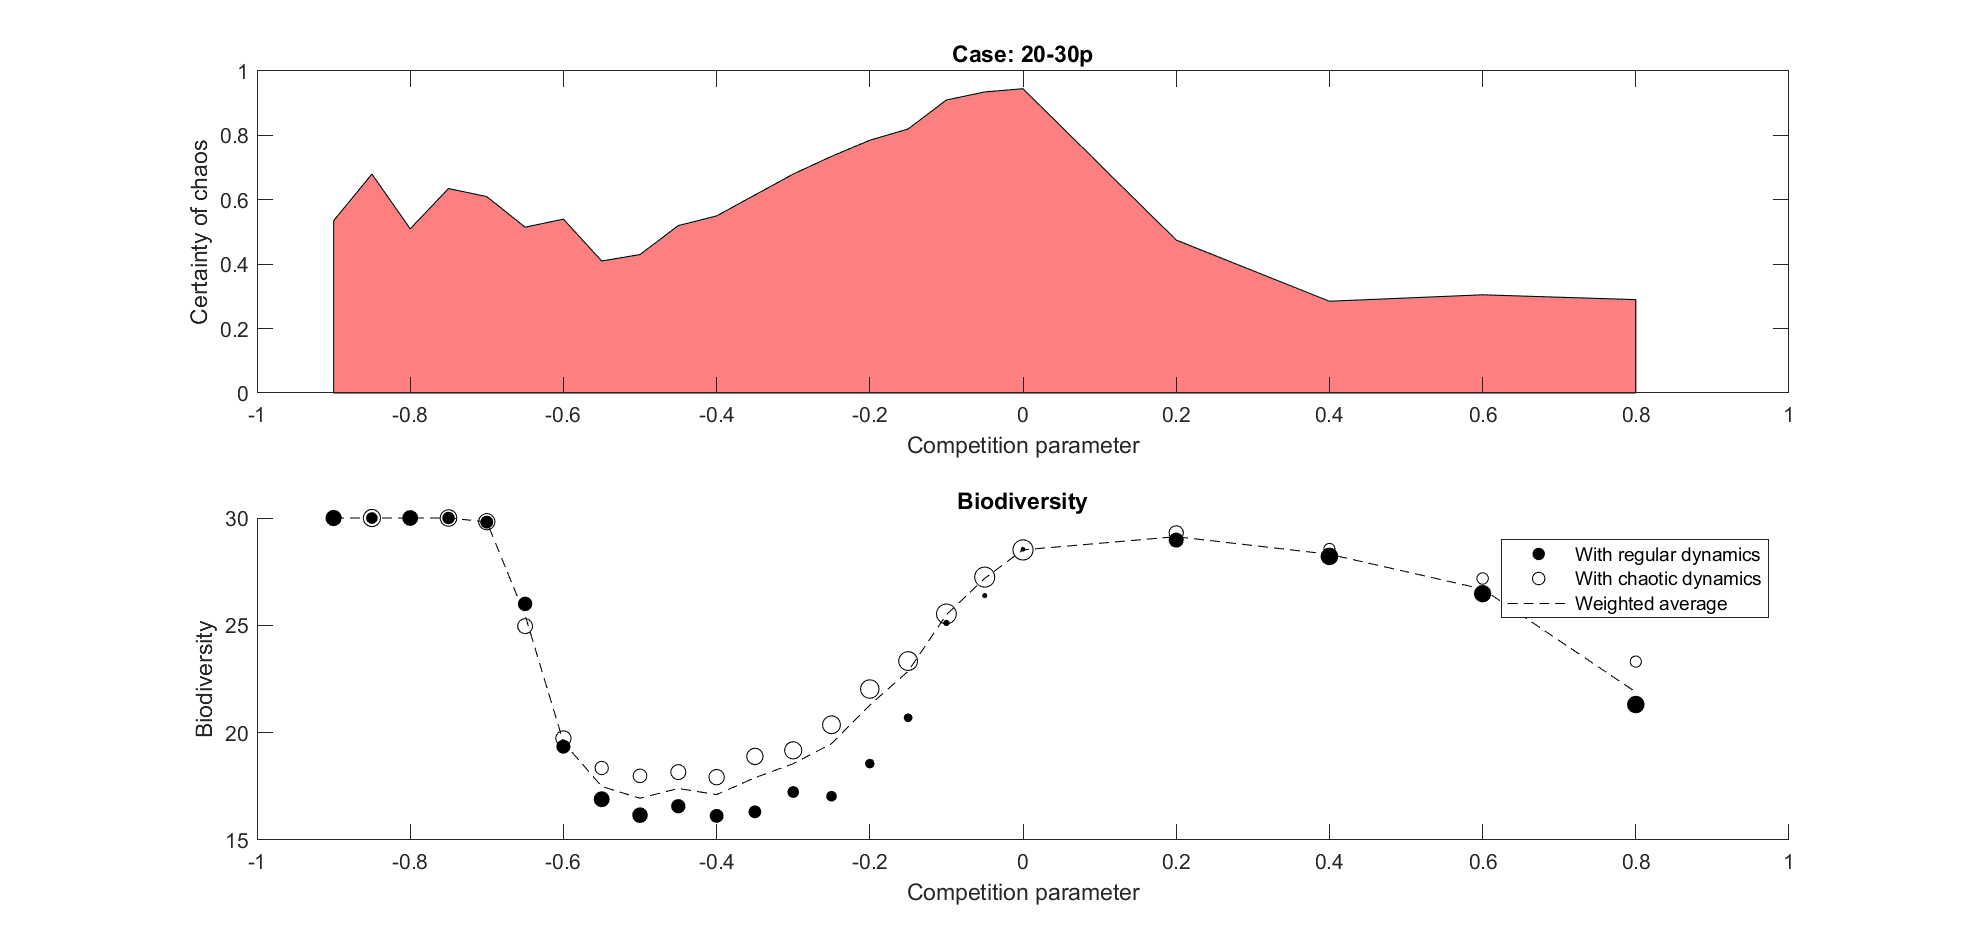 Case: 20-30p
1
0.8
0.6
0.4
0.2
0
Certainty of chaos
-1 -0.8 -0.6 -0.4 -0.2 0 0.2 0.4 0.6 0.8 1
Competition parameter
Biodiversity
30
25
20
15
Biodiversity
With regular dynamics
With chaotic dynamics
Weighted average
-1 -0.8 -0.6 -0.4 -0.2 0 0.2 0.4 0.6 0.8 1
Competition parameter